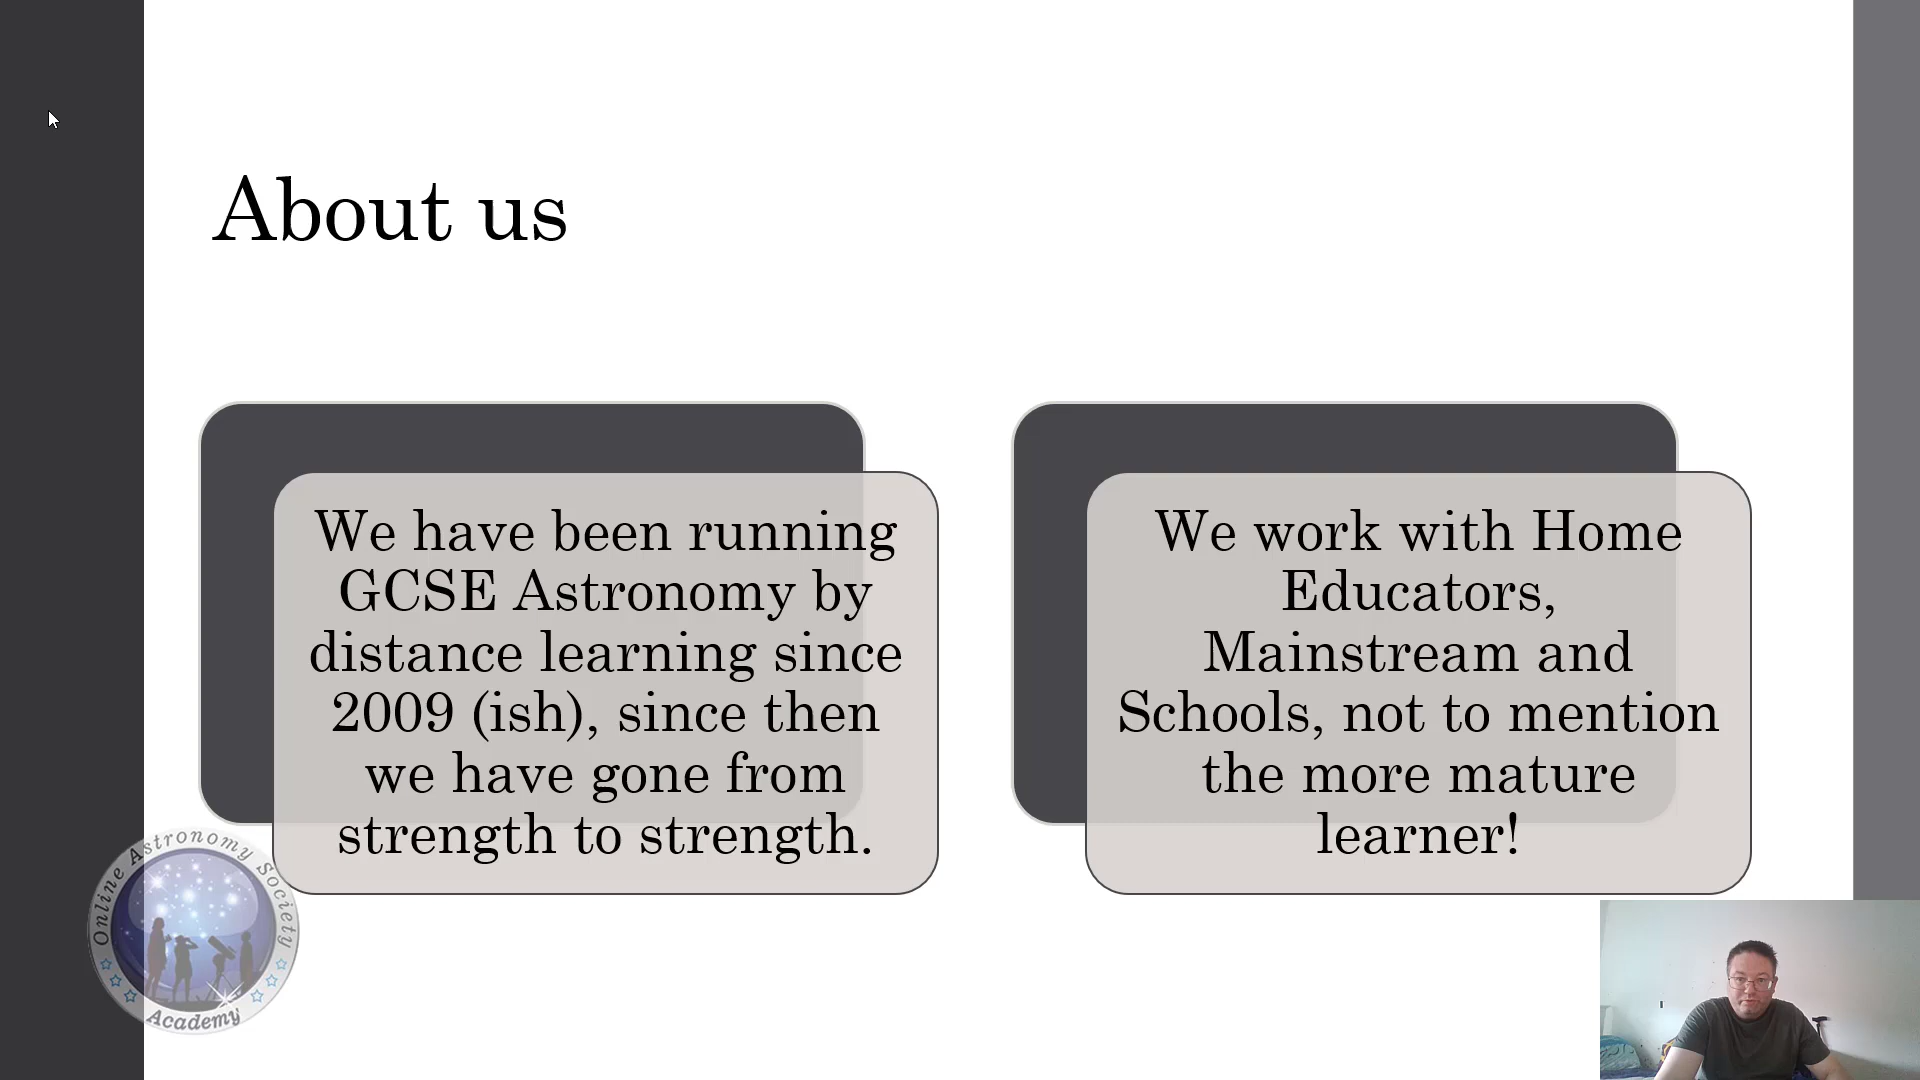 About us
We have been running
GCSE Astronomy by
distance learning since
2009 (ish), since then
we have gone from
strength to strength.
We work with Home
Educators,
Mainstream and
Schools, not to mention
the more mature
learner!
Online Astronomy Society
Academy